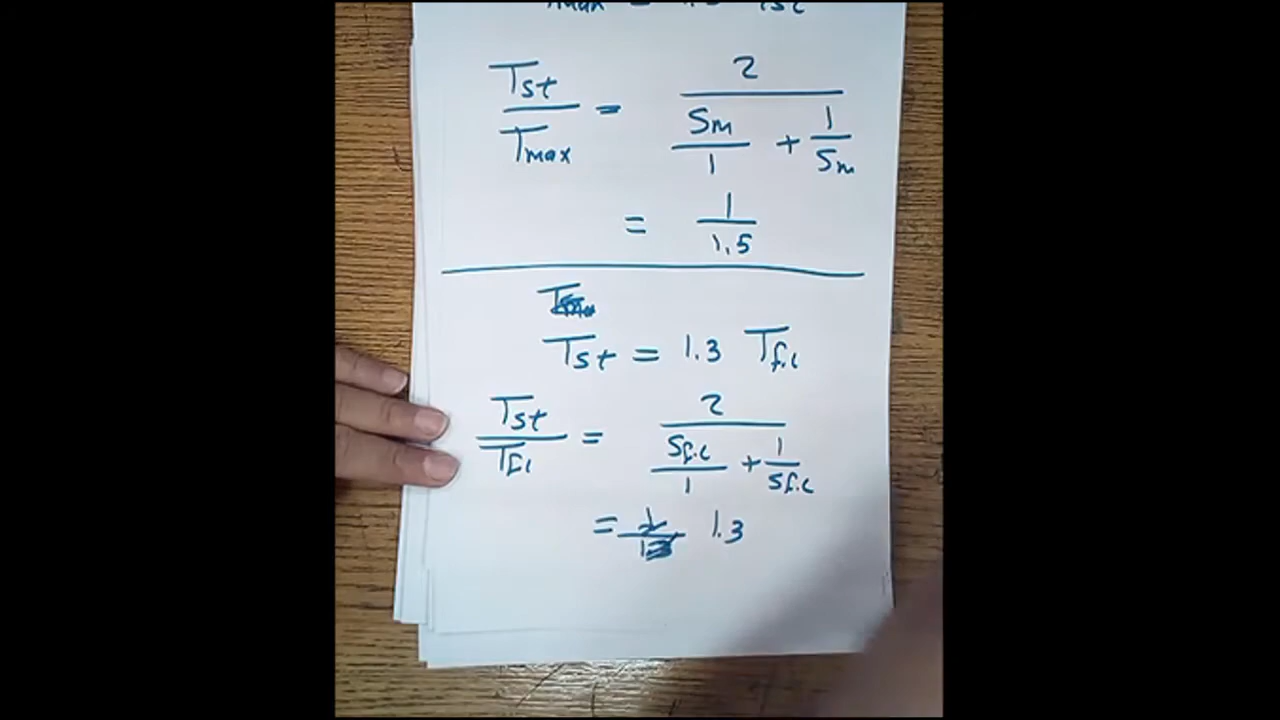 Tst / Tmax = 2 / (Sm/1 + 1/Sm)
= 1 / 1.5
Tst = 1.3 Tf.l
Tst / Tfl = 2 / (Sf.l/1 + 1/Sf.l)
= 1.3